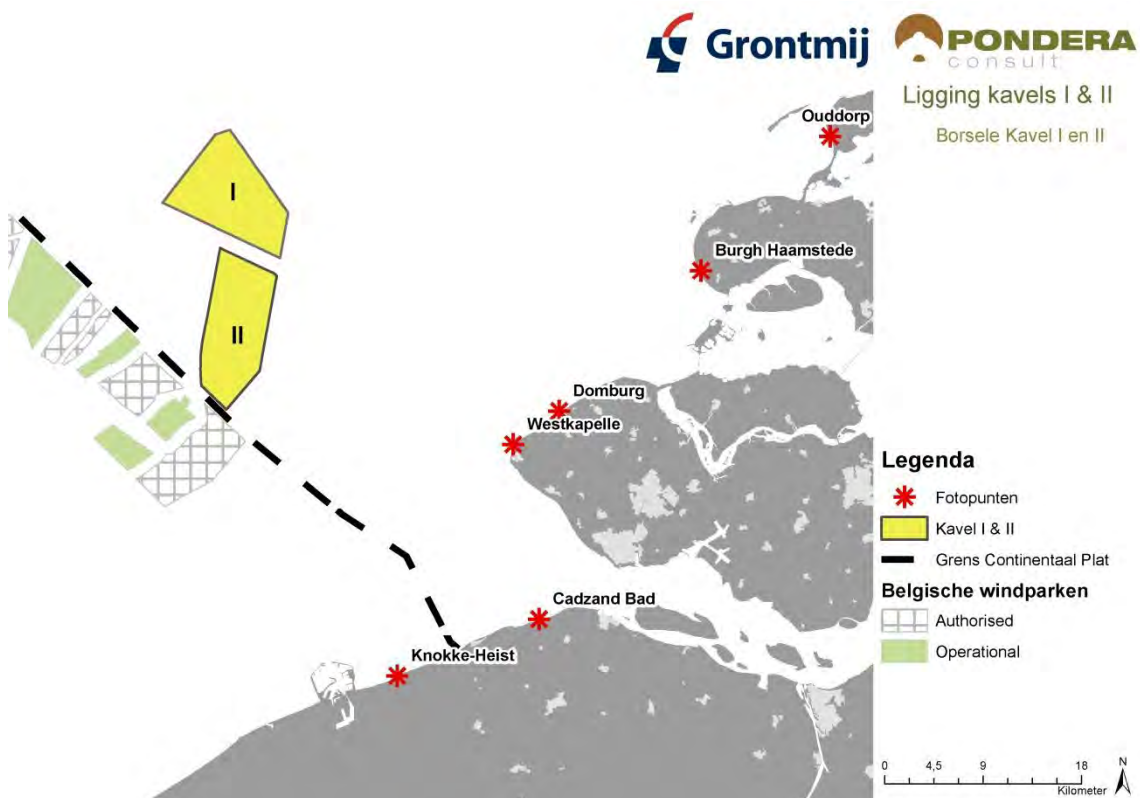 Grontmij
PONDERA
consult
Ligging kavels I & II
Borsele Kavel I en II
Ouddorp
I
Burgh Haamstede
II
Domburg
Westkapelle
Cadzand Bad
Knokke-Heist
Legenda
Fotopunten
Kavel I & II
Grens Continentaal Plat
Belgische windparken
Authorised
Operational
0 4,5 9 18
Kilometer
N